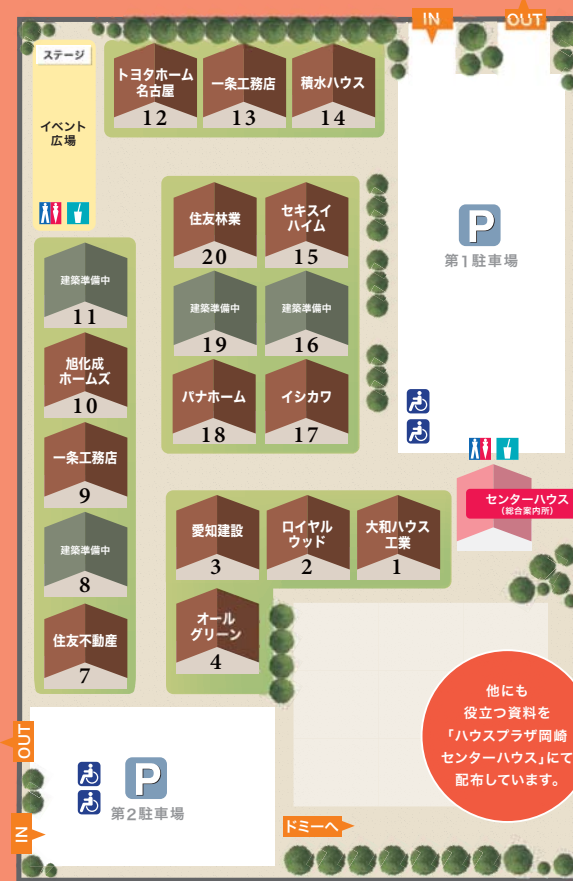 IN
OUT
ステージ
イベント
広場
トヨタホーム
名古屋
12
一条工務店
13
積水ハウス
14
P
第1駐車場
住友林業
20
セキスイ
ハイム
15
建築準備中
11
建築準備中
19
建築準備中
16
旭化成
ホームズ
10
パナホーム
18
イシカワ
17
一条工務店
9
センターハウス
(総合案内所)
愛知建設
3
ロイヤル
ウッド
2
大和ハウス
工業
1
建築準備中
8
オール
グリーン
4
住友不動産
7
他にも
役立つ資料を
「ハウスプラザ岡崎
センターハウス」にて
配布しています。
OUT
IN
P
第2駐車場
ドミーへ